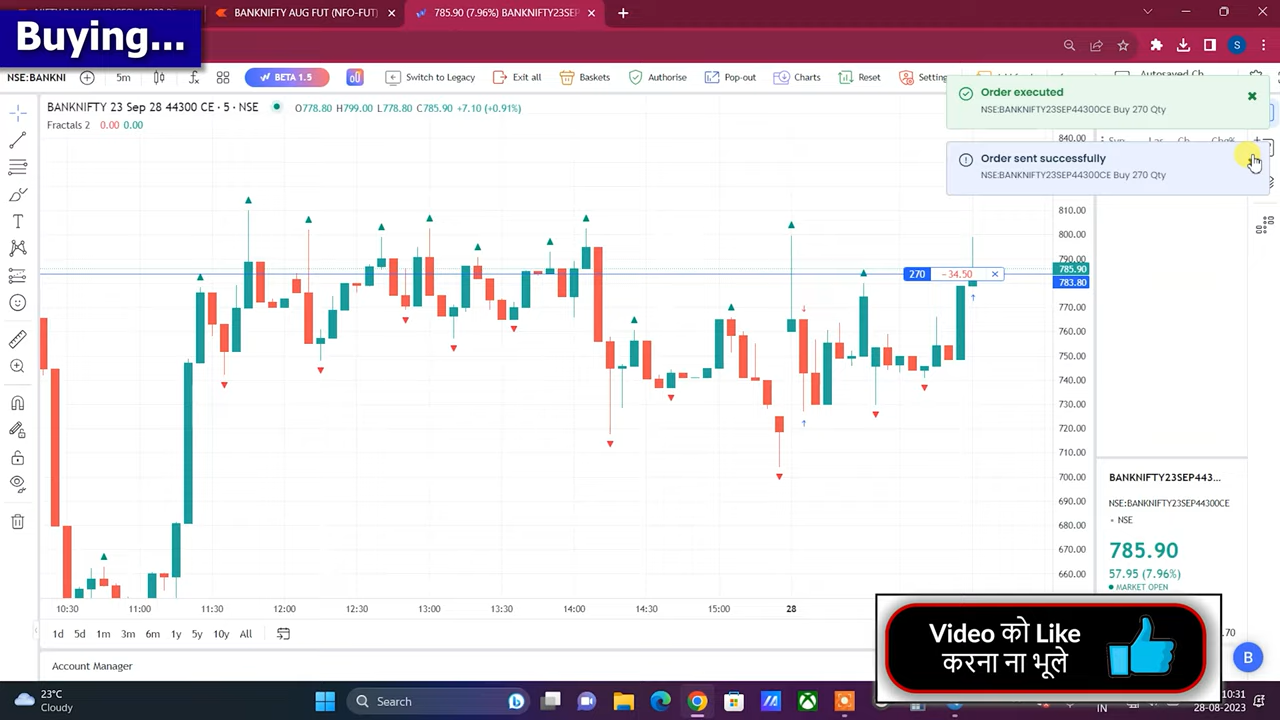 BANKNIFTY AUG FUT (NFO-FUT)
785.90 (7.96%) BANKNIFTY23SEP
Buying...
S
NSE:BANKNI
5m
BETA 1.5
Switch to Legacy
Exit all
Baskets
Authorise
Pop-out
Charts
Reset
Setting
BANKNIFTY 23 Sep 28 44300 CE · 5 · NSE
O778.80 H799.00 L778.80 C785.90 +7.10 (+0.91%)
Fractals 2 0.00 0.00
Order executed
NSE:BANKNIFTY23SEP44300CE Buy 270 Qty
Order sent successfully
NSE:BANKNIFTY23SEP44300CE Buy 270 Qty
840.00
810.00
800.00
790.00
785.90
783.80
770.00
760.00
750.00
740.00
730.00
720.00
710.00
700.00
690.00
680.00
670.00
660.00
270 -34.50
BANKNIFTY23SEP443...
NSE:BANKNIFTY23SEP44300CE
• NSE
785.90
57.95 (7.96%)
MARKET OPEN
10:30 11:00 11:30 12:00 12:30 13:00 13:30 14:00 14:30 15:00 28
1d 5d 1m 3m 6m 1y 5y 10y All
Account Manager
Video को Like
करना ना भूले
B
23°C
Cloudy
Search
IN
10:31
28-08-2023